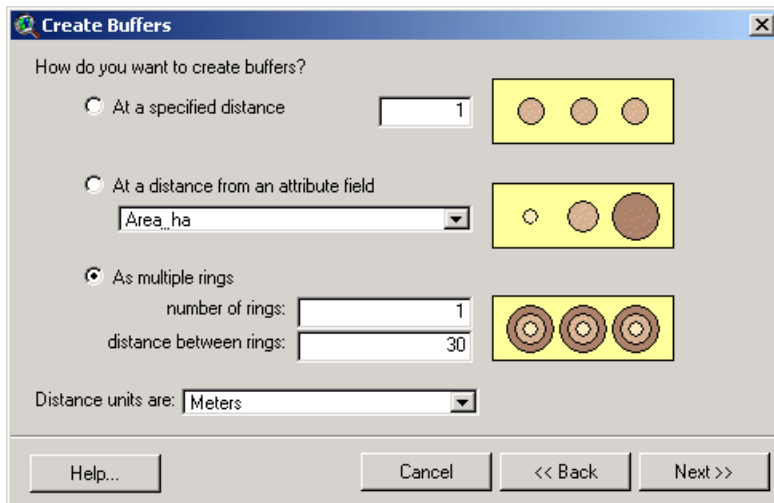 Create Buffers
How do you want to create buffers?
At a specified distance 1
At a distance from an attribute field
Area_ha
As multiple rings
number of rings: 1
distance between rings: 30
Distance units are: Meters
Help... Cancel << Back Next >>